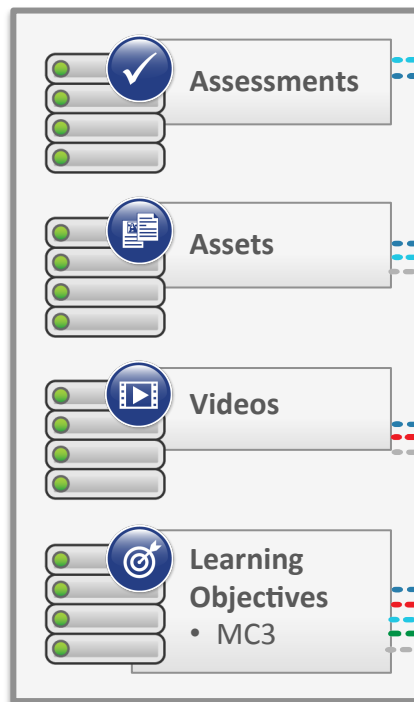 Assessments
Assets
Videos
Learning
Objectives
• MC3